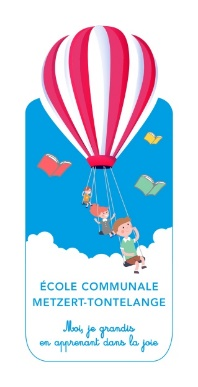 ÉCOLE COMMUNALE
METZERT-TONTELANGE
Moi, je grandis
en apprenant dans la joie